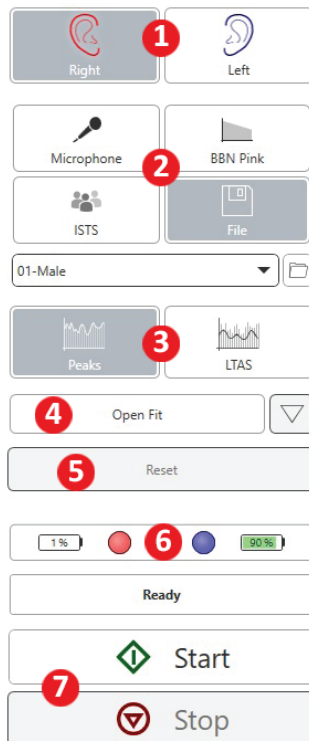 1
Right Left
2
Microphone BBN Pink
ISTS File
01-Male
3
Peaks LTAS
4 Open Fit
5 Reset
1 % 6 90 %
Ready
Start
7
Stop